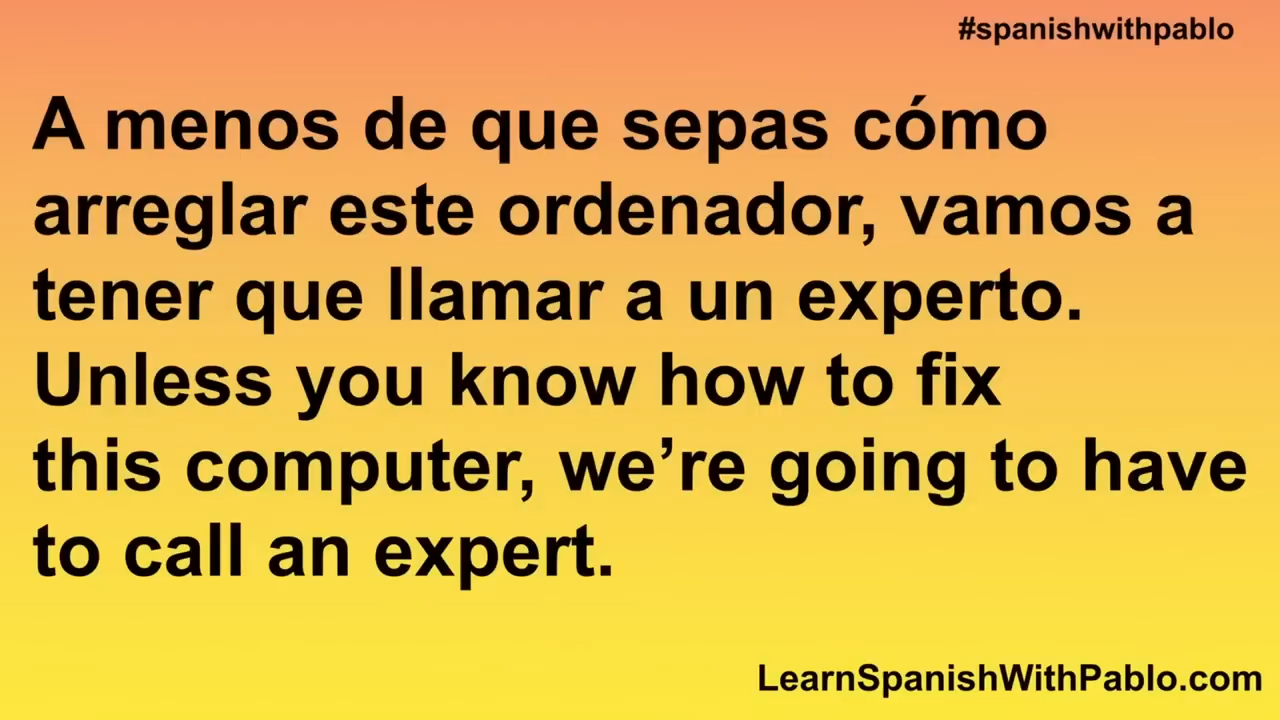 #spanishwithpablo
A menos de que sepas cómo
arreglar este ordenador, vamos a
tener que llamar a un experto.
Unless you know how to fix
this computer, we’re going to have
to call an expert.
LearnSpanishWithPablo.com